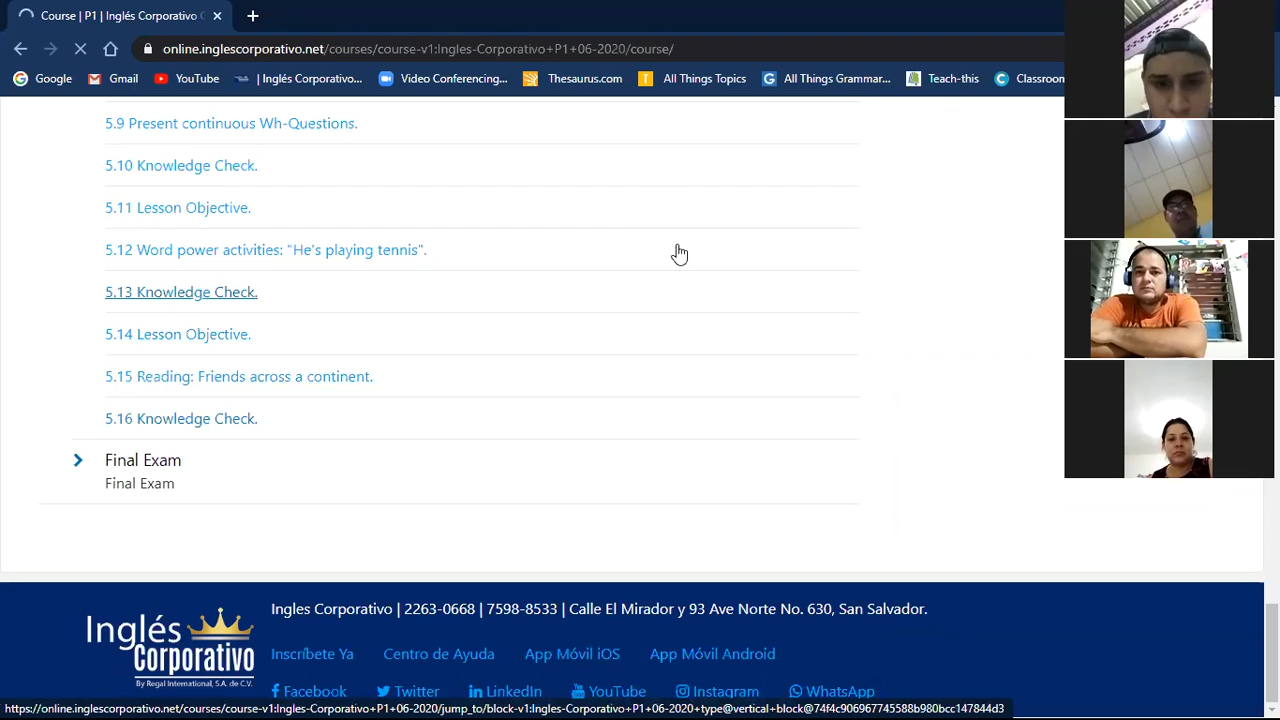 Course | P1 | Inglés Corporativo
online.inglescorporativo.net/courses/course-v1:Ingles-Corporativo+P1+06-2020/course/
Google Gmail YouTube | Inglés Corporativo... Video Conferencing... Thesaurus.com All Things Topics All Things Grammar... Teach-this Classroom
5.9 Present continuous Wh-Questions.
5.10 Knowledge Check.
5.11 Lesson Objective.
5.12 Word power activities: "He's playing tennis".
5.13 Knowledge Check.
5.14 Lesson Objective.
5.15 Reading: Friends across a continent.
5.16 Knowledge Check.
Final Exam
Final Exam
Inglés Corporativo
By Regal International, S.A. de C.V.
Ingles Corporativo | 2263-0668 | 7598-8533 | Calle El Mirador y 93 Ave Norte No. 630, San Salvador.
Inscríbete Ya Centro de Ayuda App Móvil iOS App Móvil Android
Facebook Twitter LinkedIn YouTube Instagram WhatsApp
https://online.inglescorporativo.net/courses/course-v1:Ingles-Corporativo+P1+06-2020/jump_to/block-v1:Ingles-Corporativo+P1+06-2020+type@vertical+block@74f4c906967745588b980bcc147844d3